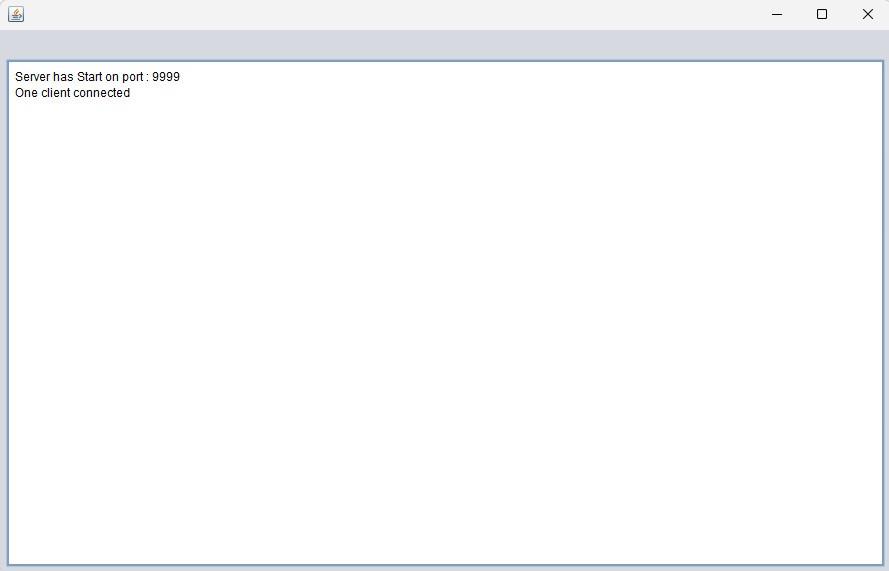 Server has Start on port : 9999
One client connected